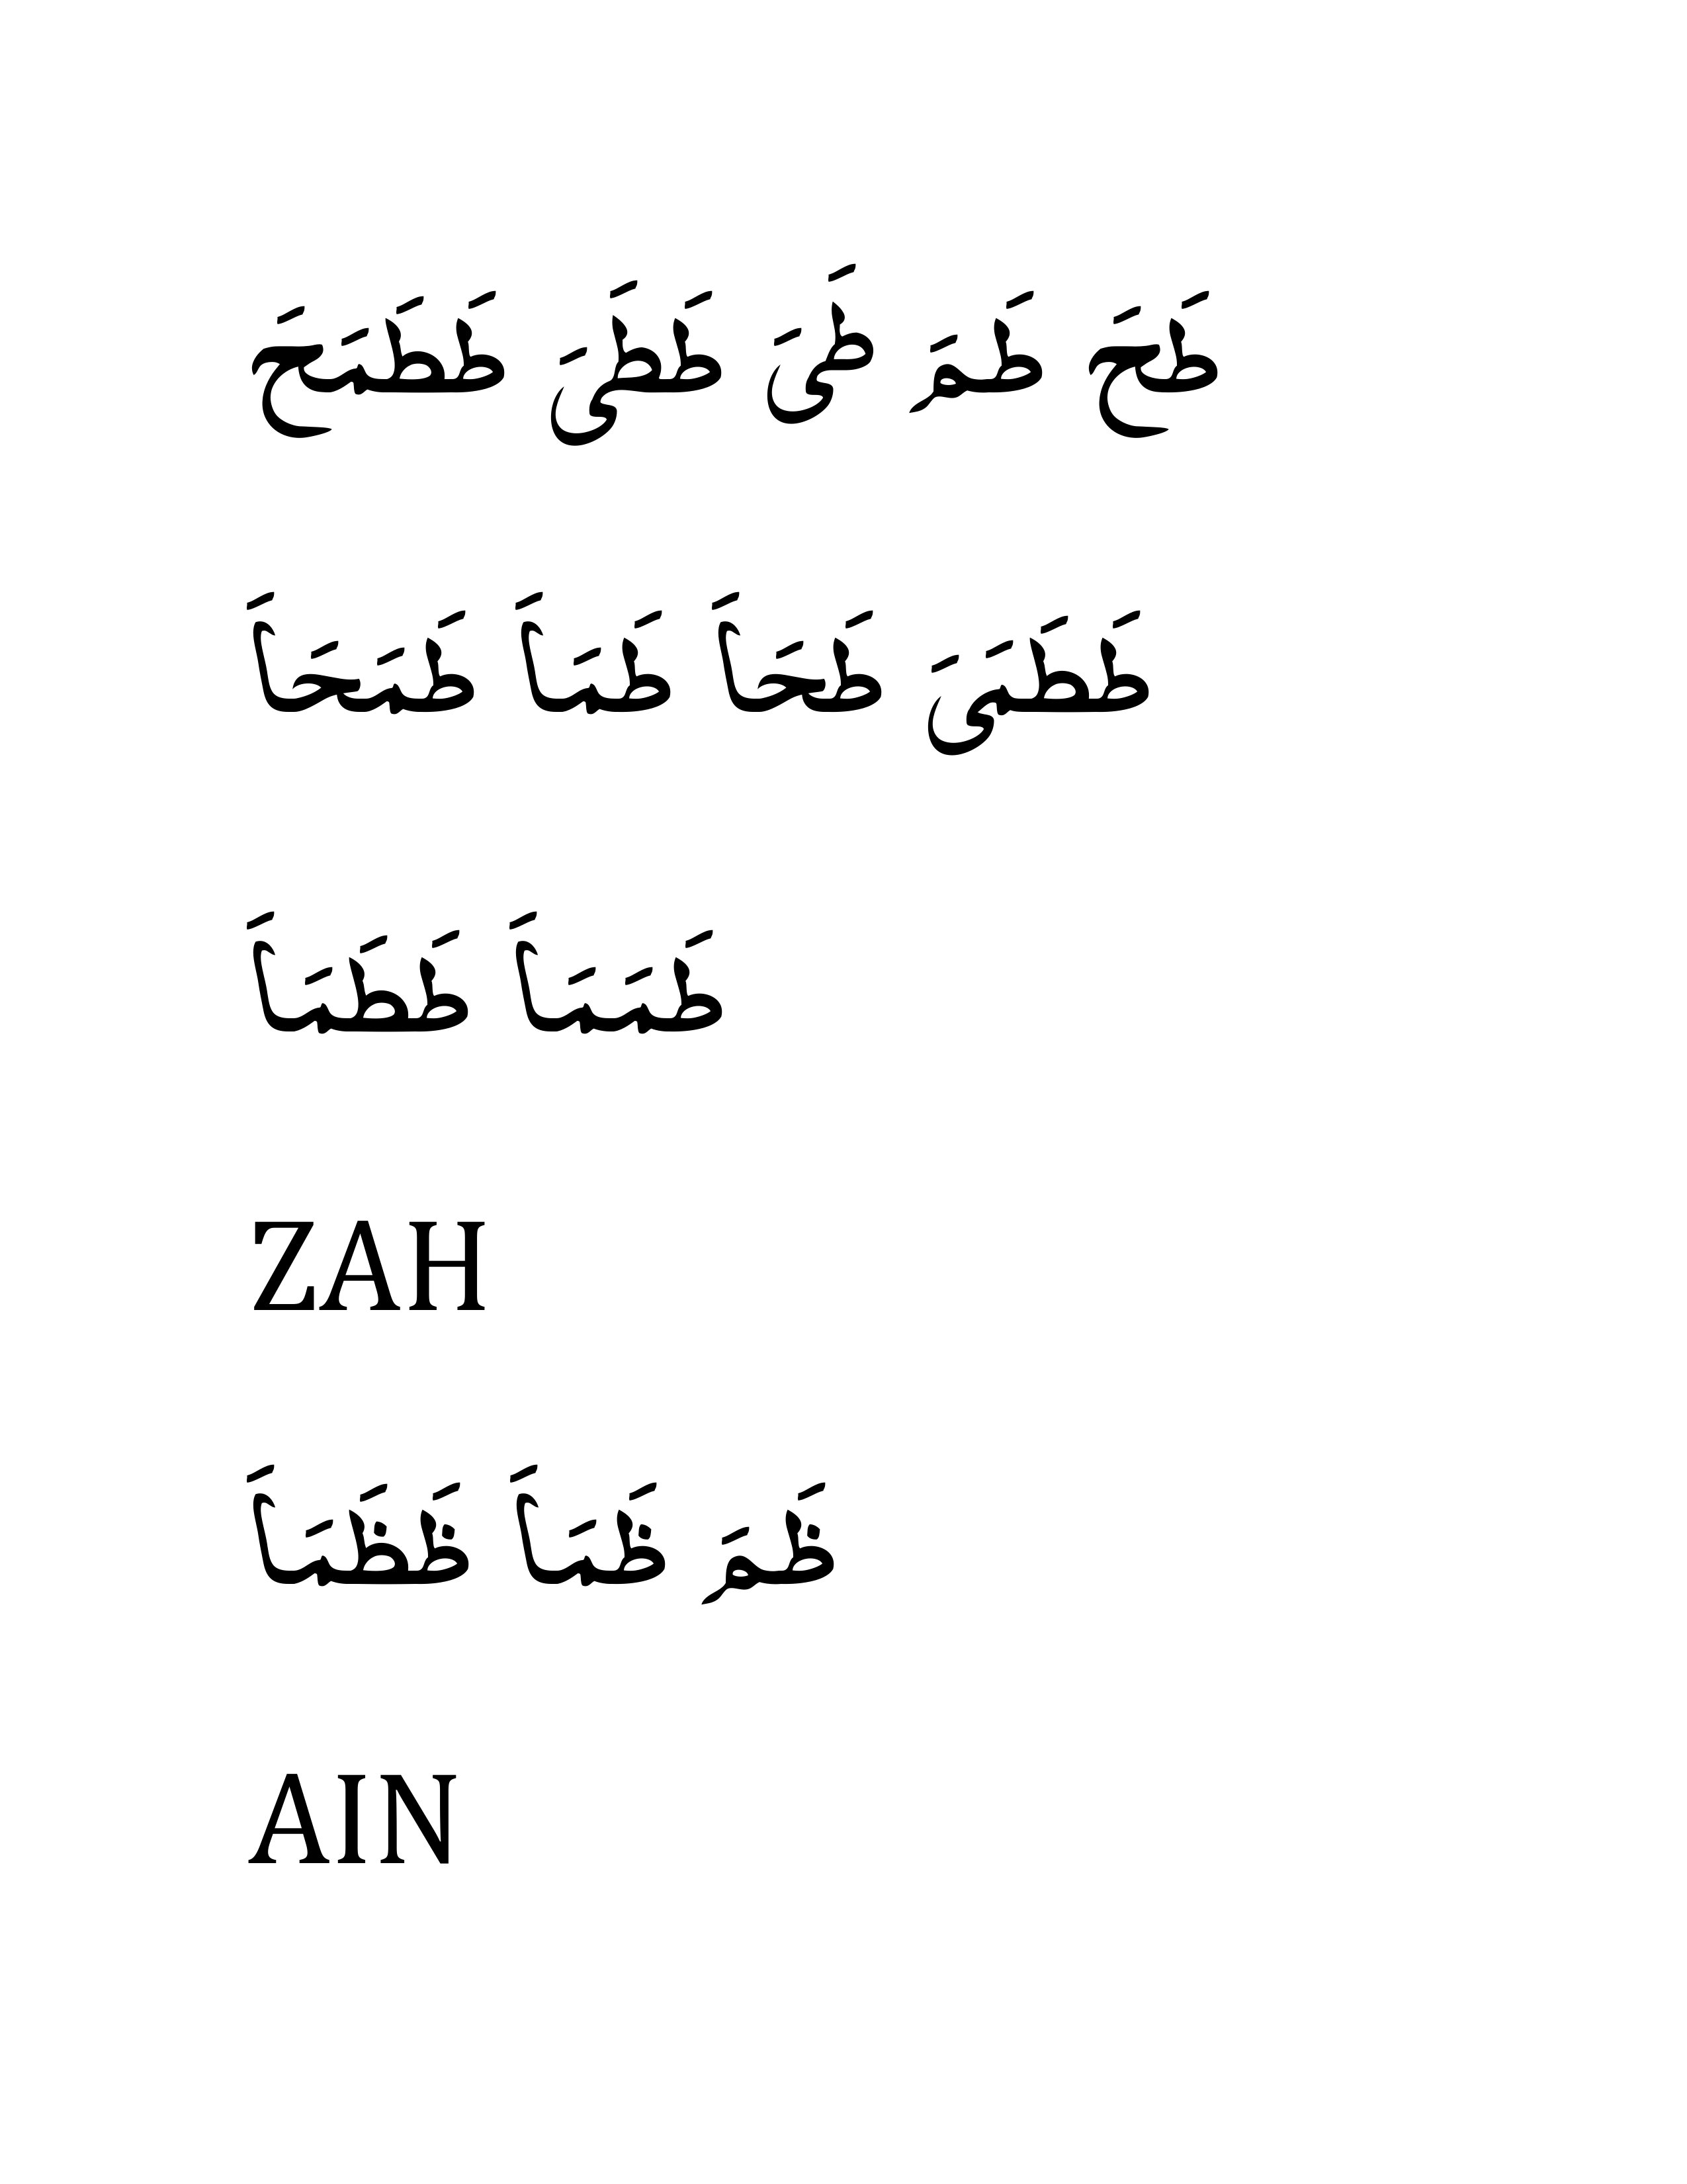 طَحَ طَمَ طَىَ طَطَىَ طَطَٮَحَ
طَطَٮَىَ طَحَاَ طَٮَاَ طَٮَحَاَ
طَٮَٮَاَ طَطَٮَاَ
ZAH
ظَمَ ظَٮَاَ ظَظَٮَاَ
AIN